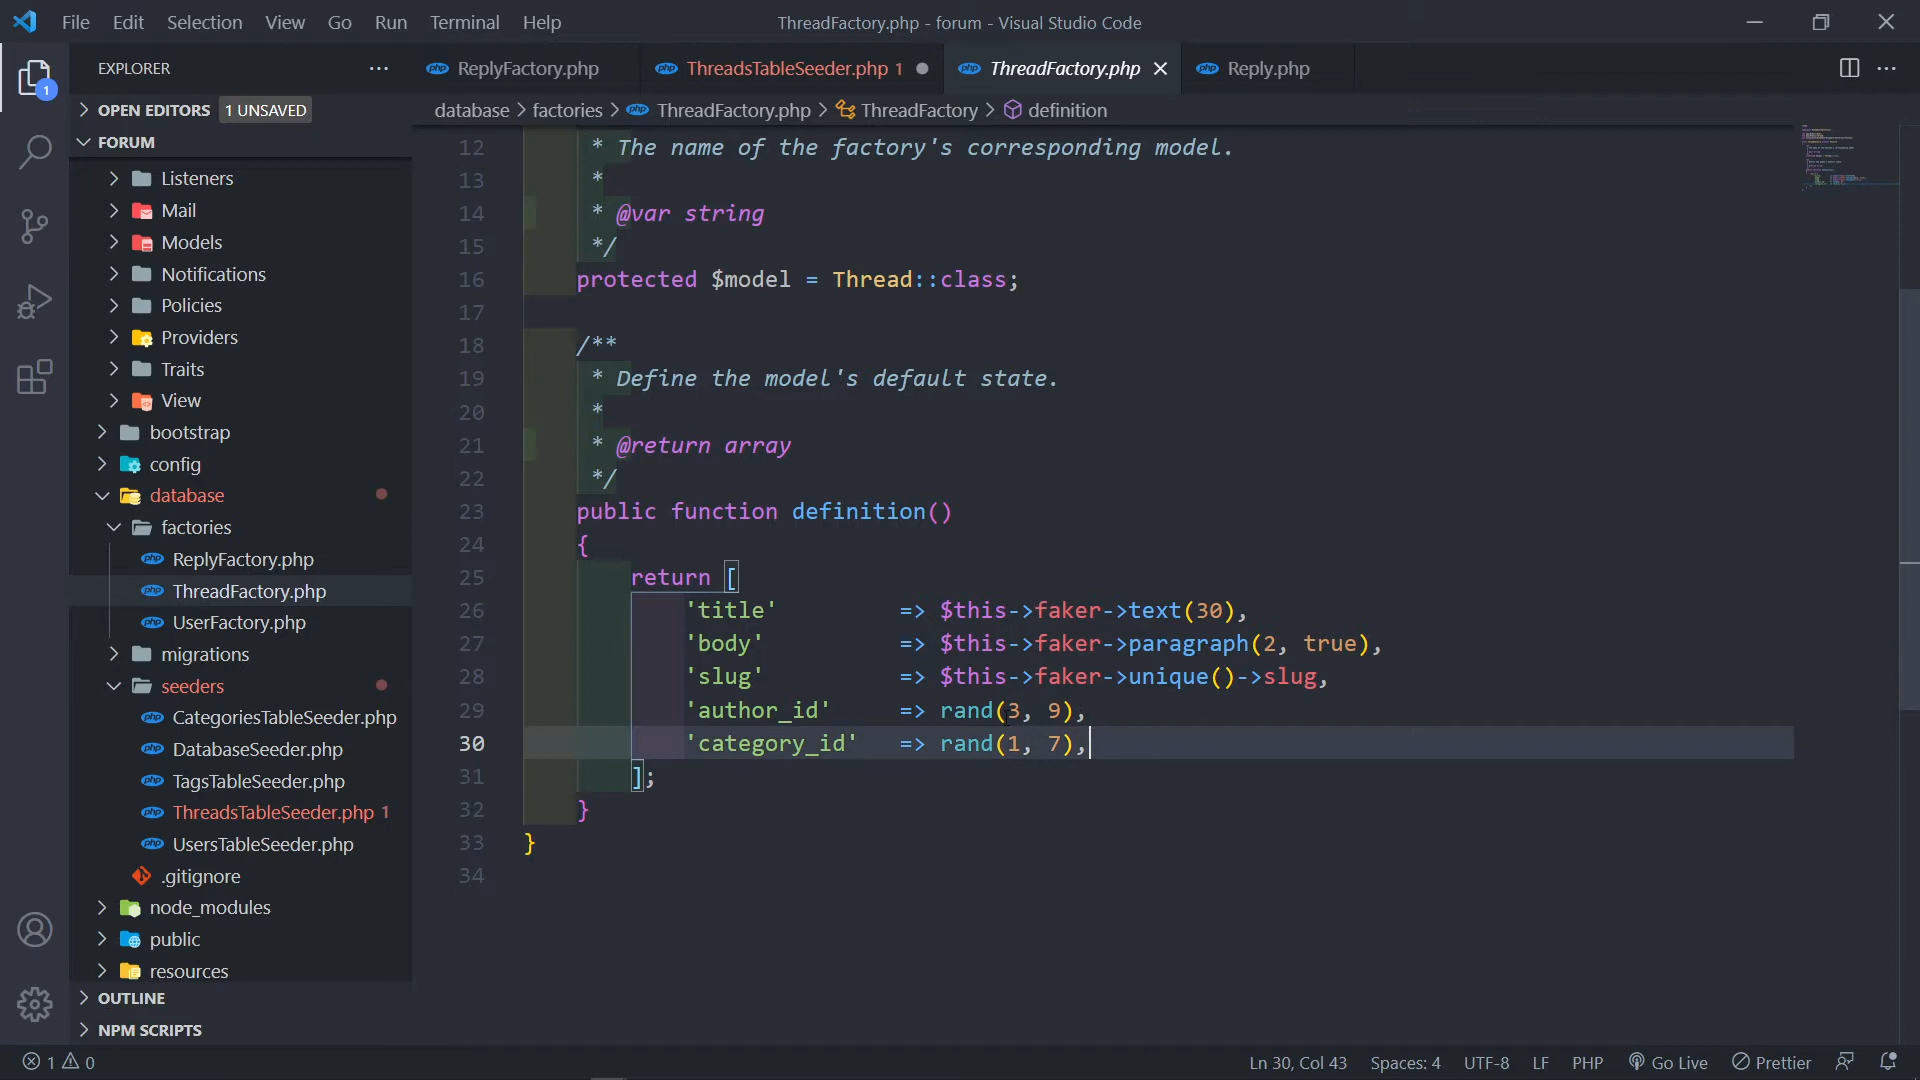 File Edit Selection View Go Run Terminal Help
ThreadFactory.php - forum - Visual Studio Code
EXPLORER
ReplyFactory.php
ThreadsTableSeeder.php 1
ThreadFactory.php
Reply.php
OPEN EDITORS 1 UNSAVED
database > factories > ThreadFactory.php > ThreadFactory > definition
FORUM
Listeners
Mail
Models
Notifications
Policies
Providers
Traits
View
bootstrap
config
database
factories
ReplyFactory.php
ThreadFactory.php
UserFactory.php
migrations
seeders
CategoriesTableSeeder.php
DatabaseSeeder.php
TagsTableSeeder.php
ThreadsTableSeeder.php 1
UsersTableSeeder.php
.gitignore
node_modules
public
resources
OUTLINE
NPM SCRIPTS
12 * The name of the factory's corresponding model.
13 *
14 * @var string
15 */
16 protected $model = Thread::class;
17
18 /**
19 * Define the model's default state.
20 *
21 * @return array
22 */
23 public function definition()
24 {
25 return [
26 'title' => $this->faker->text(30),
27 'body' => $this->faker->paragraph(2, true),
28 'slug' => $this->faker->unique()->slug,
29 'author_id' => rand(3, 9),
30 'category_id' => rand(1, 7),
31 ];
32 }
33 }
34
1 0
Ln 30, Col 43 Spaces: 4 UTF-8 LF PHP Go Live Prettier
1